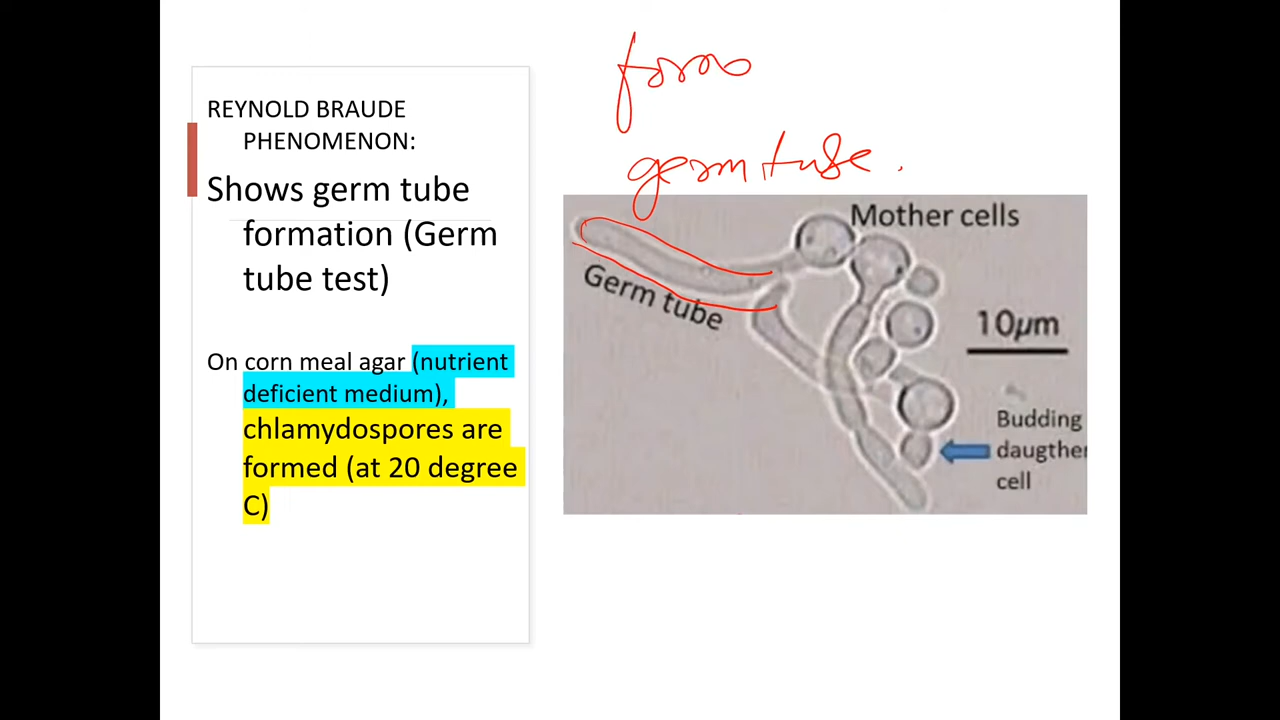 REYNOLD BRAUDE
PHENOMENON:
Shows germ tube
formation (Germ
tube test)
On corn meal agar (nutrient
deficient medium),
chlamydospores are
formed (at 20 degree
C)
germ tube.
Mother cells
Germ tube
10µm
Budding
daugther
cell